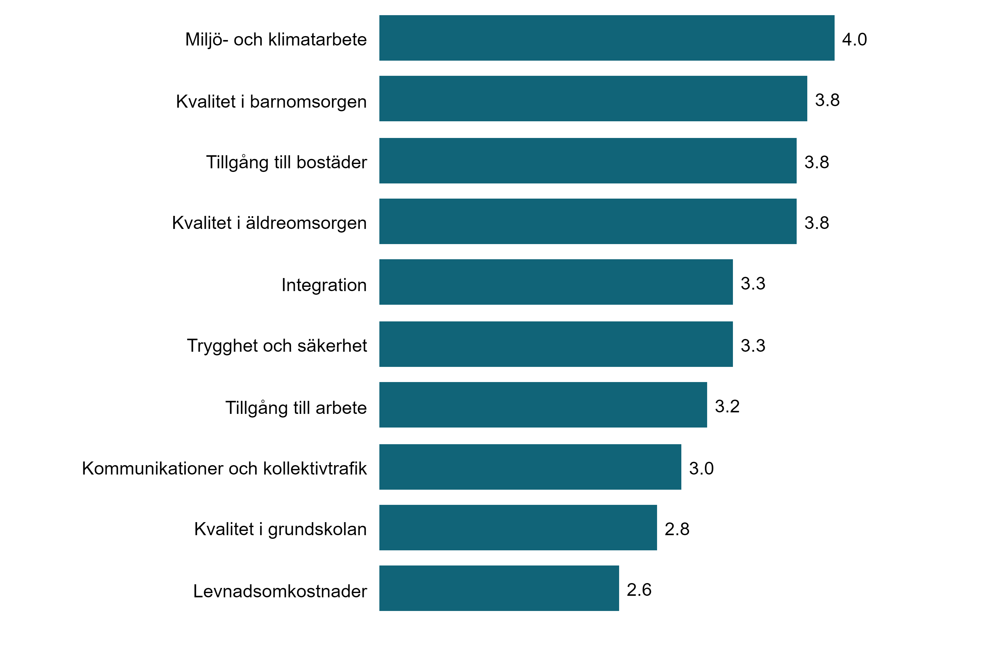 Miljö- och klimatarbete 4.0
Kvalitet i barnomsorgen 3.8
Tillgång till bostäder 3.8
Kvalitet i äldreomsorgen 3.8
Integration 3.3
Trygghet och säkerhet 3.3
Tillgång till arbete 3.2
Kommunikationer och kollektivtrafik 3.0
Kvalitet i grundskolan 2.8
Levnadsomkostnader 2.6